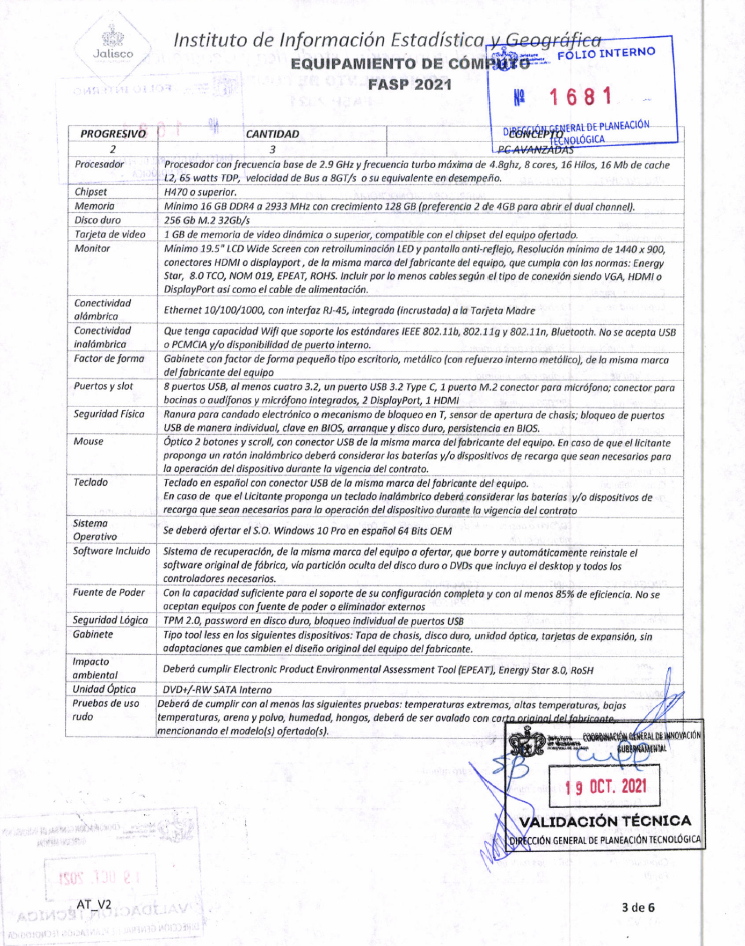 Jalisco
Instituto de Información Estadística y Geográfica
EQUIPAMIENTO DE CÓMPUTO
FASP 2021
FOLIO INTERNO
Nº 1681
DIRECCIÓN GENERAL DE PLANEACIÓN
TECNOLÓGICA
PROGRESIVO CANTIDAD CONCEPTO
2 3 PC AVANZADAS
Procesador Procesador con frecuencia base de 2.9 GHz y frecuencia turbo máxima de 4.8ghz, 8 cores, 16 Hilos, 16 Mb de cache
L2, 65 watts TDP, velocidad de Bus a 8GT/s o su equivalente en desempeño.
Chipset H470 o superior.
Memoria Mínimo 16 GB DDR4 a 2933 MHz con crecimiento 128 GB (preferencia 2 de 4GB para abrir el dual channel).
Disco duro 256 Gb M.2 32Gb/s
Tarjeta de video 1 GB de memoria de video dinámica o superior, compatible con el chipset del equipo ofertado.
Monitor Mínimo 19.5" LCD Wide Screen con retroiluminación LED y pantalla anti-reflejo, Resolución mínima de 1440 x 900,
conectores HDMI o displayport , de la misma marca del fabricante del equipo, que cumpla con las normas: Energy
Star, 8.0 TCO, NOM 019, EPEAT, ROHS. Incluir por lo menos cables según el tipo de conexión siendo VGA, HDMI o
DisplayPort así como el cable de alimentación.
Conectividad
alámbrica Ethernet 10/100/1000, con interfaz RJ-45, integrada (incrustada) a la Tarjeta Madre
Conectividad Que tenga capacidad Wifi que soporte los estándares IEEE 802.11b, 802.11g y 802.11n, Bluetooth. No se acepta USB
inalámbrica o PCMCIA y/o disponibilidad de puerto interno.
Factor de forma Gabinete con factor de forma pequeño tipo escritorio, metálico (con refuerzo interno metálico), de la misma marca
del fabricante del equipo
Puertos y slot 8 puertos USB, al menos cuatro 3.2, un puerto USB 3.2 Type C, 1 puerto M.2 conector para micrófono; conector para
bocinas o audífonos y micrófono integrados, 2 DisplayPort, 1 HDMI
Seguridad Física Ranura para candado electrónico o mecanismo de bloqueo en T, sensor de apertura de chasis; bloqueo de puertos
USB de manera individual, clave en BIOS, arranque y disco duro, persistencia en BIOS.
Mouse Óptico 2 botones y scroll, con conector USB de la misma marca del fabricante del equipo. En caso de que el licitante
proponga un ratón inalámbrico deberá considerar las baterías y/o dispositivos de recarga que sean necesarios para
la operación del dispositivo durante la vigencia del contrato.
Teclado Teclado en español con conector USB de la misma marca del fabricante del equipo.
En caso de que el Licitante proponga un teclado inalámbrico deberá considerar las baterías y/o dispositivos de
recarga que sean necesarios para la operación del dispositivo durante la vigencia del contrato
Sistema
Operativo Se deberá ofertar el S.O. Windows 10 Pro en español 64 Bits OEM
Software Incluido Sistema de recuperación, de la misma marca del equipo a ofertar, que borre y automáticamente reinstale el
software original de fábrica, vía partición oculta del disco duro o DVDs que incluya el desktop y todos los
controladores necesarios.
Fuente de Poder Con la capacidad suficiente para el soporte de su configuración completa y con al menos 85% de eficiencia. No se
aceptan equipos con fuente de poder o eliminador externos
Seguridad Lógica TPM 2.0, password en disco duro, bloqueo individual de puertos USB
Gabinete Tipo tool less en los siguientes dispositivos: Tapa de chasis, disco duro, unidad óptica, tarjetas de expansión, sin
adaptaciones que cambien el diseño original del equipo del fabricante.
Impacto
ambiental Deberá cumplir Electronic Product Environmental Assessment Tool (EPEAT), Energy Star 8.0, RoSH
Unidad Óptica DVD+/-RW SATA Interno
Pruebas de uso Deberá de cumplir con al menos las siguientes pruebas: temperaturas extremas, altas temperaturas, bajas
rudo temperaturas, arena y polvo, humedad, hongos, deberá de ser avalado con carta original del fabricante,
mencionando el modelo(s) ofertado(s).
COORDINACIÓN GENERAL DE INNOVACIÓN
GUBERNAMENTAL
19 OCT. 2021
VALIDACIÓN TÉCNICA
DIRECCIÓN GENERAL DE PLANEACIÓN TECNOLÓGICA
AT_V2
3 de 6